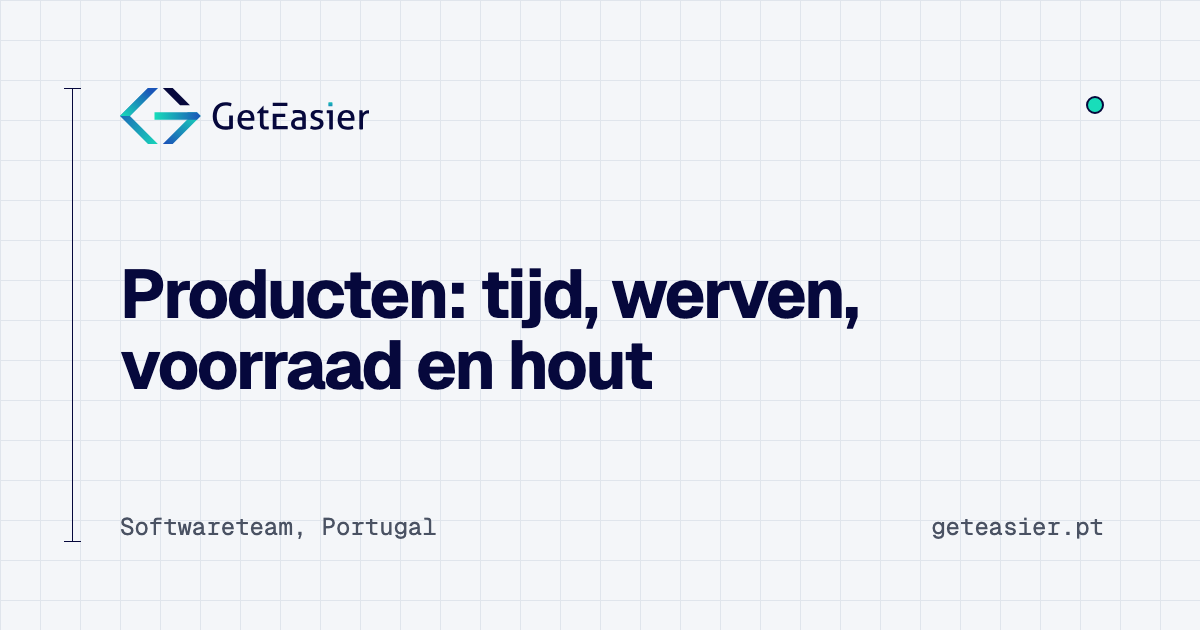 GetEasier
Producten: tijd, werven,
voorraad en hout
Softwareteam, Portugal
geteasier.pt